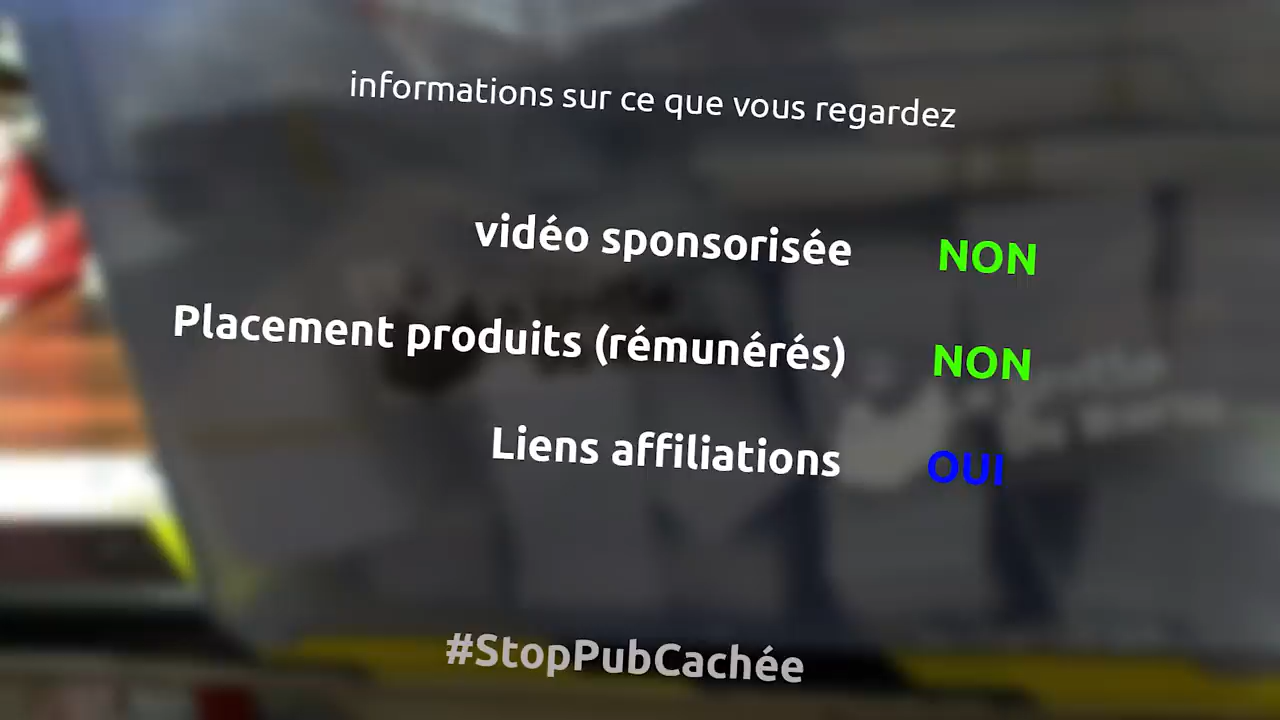 informations sur ce que vous regardez
vidéo sponsorisée NON
Placement produits (rémunérés) NON
Liens affiliations OUI
#StopPubCachée